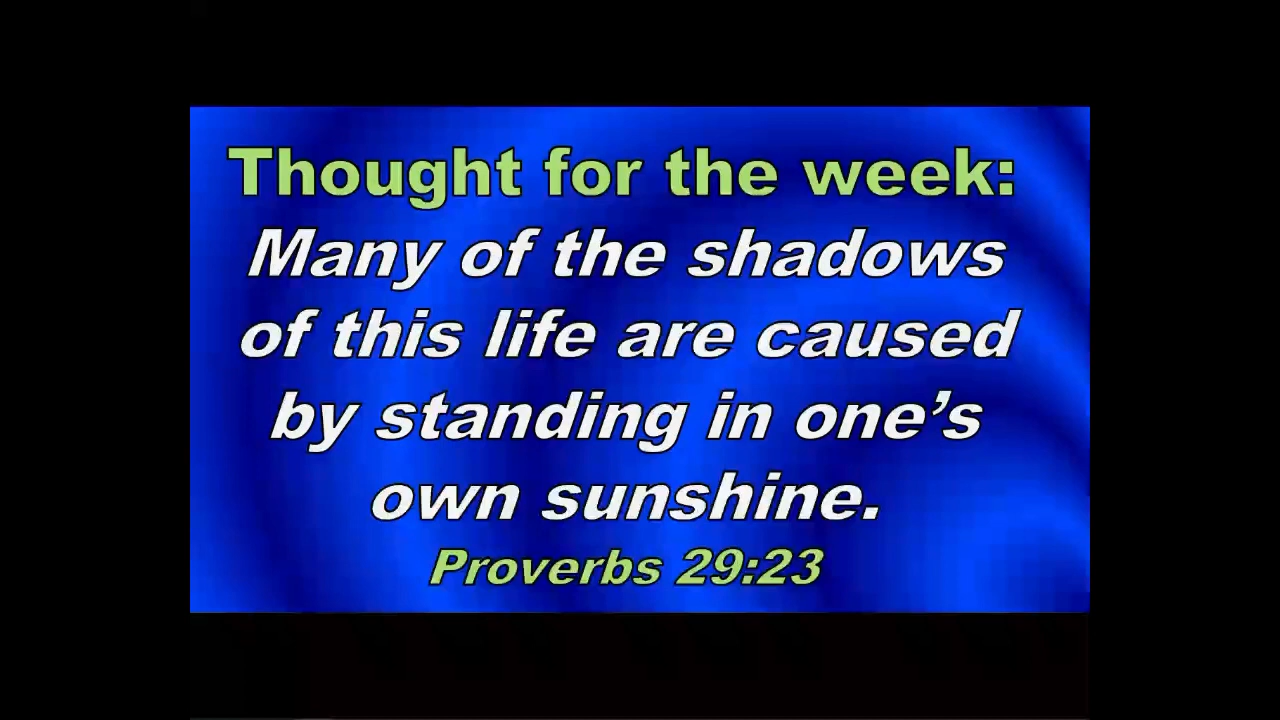 Thought for the week:
Many of the shadows
of this life are caused
by standing in one’s
own sunshine.
Proverbs 29:23